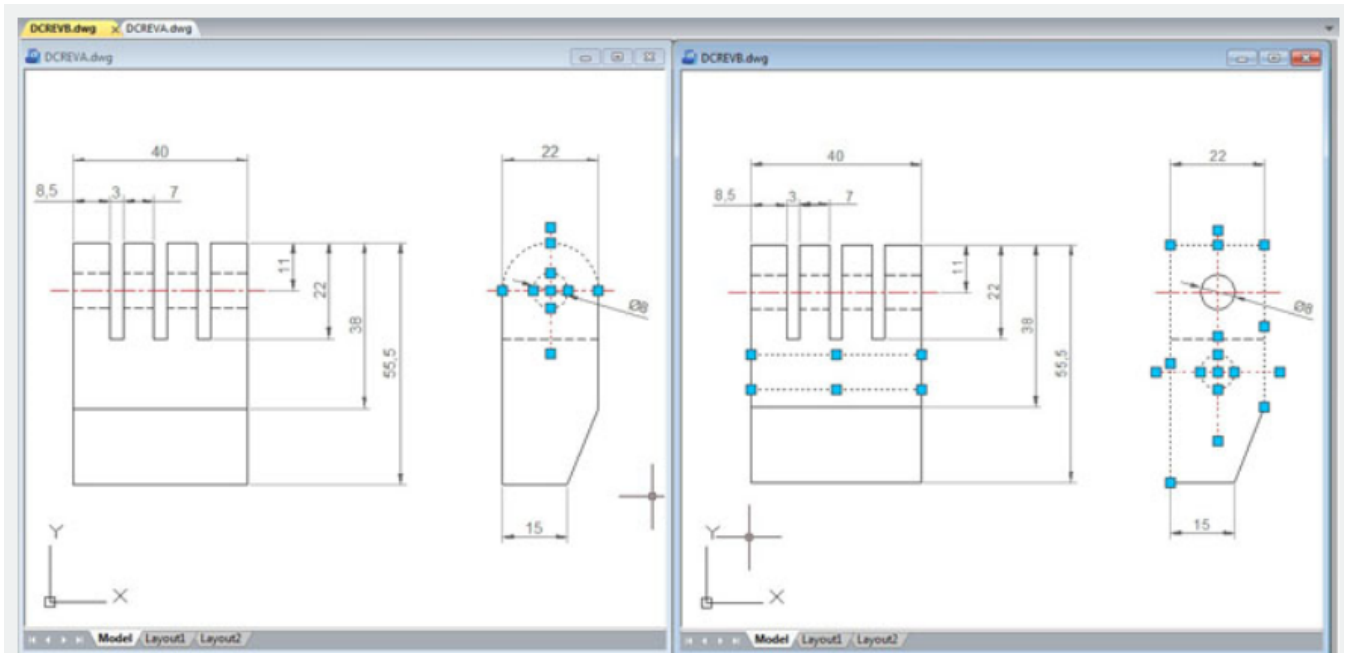 DCREVB.dwg DCREVA.dwg
DCREVA.dwg
40
22
8,5 3 7
11
22
38
55,5
Ø8
15
Y
X
Model Layout1 Layout2
DCREVB.dwg
40
22
8,5 3 7
11
22
38
55,5
Ø8
15
Y
X
Model Layout1 Layout2